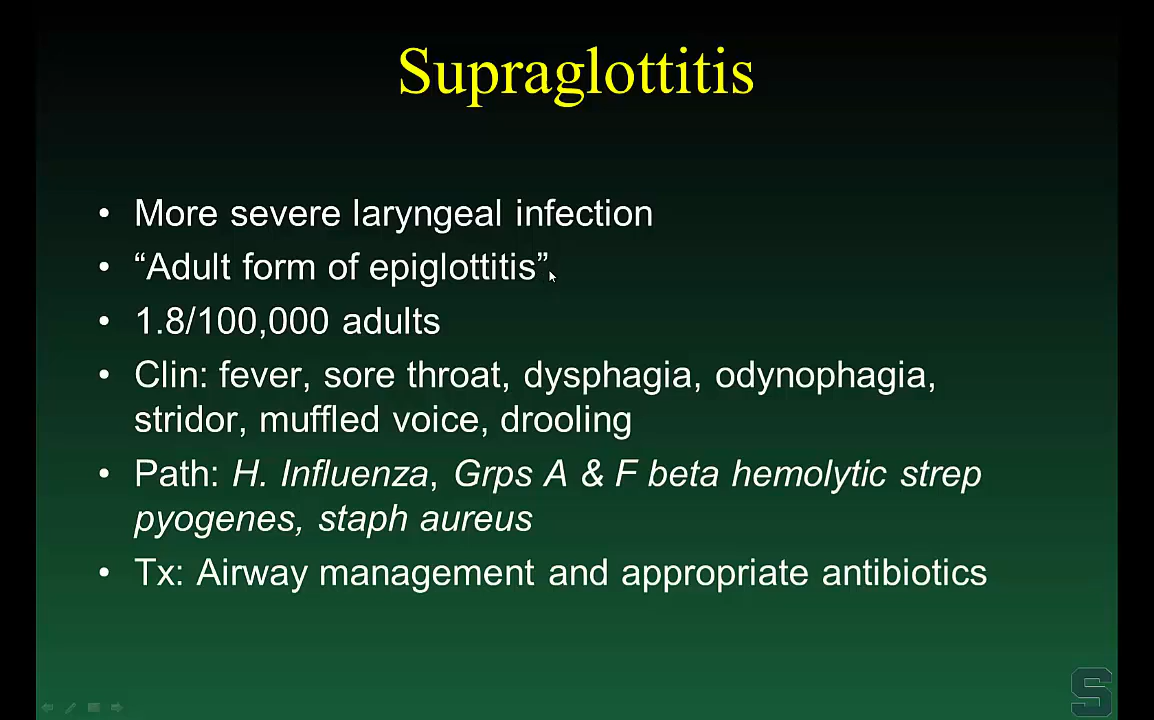 Supraglottitis
• More severe laryngeal infection
• “Adult form of epiglottitis”
• 1.8/100,000 adults
• Clin: fever, sore throat, dysphagia, odynophagia,
stridor, muffled voice, drooling
• Path: H. Influenza, Grps A & F beta hemolytic strep
pyogenes, staph aureus
• Tx: Airway management and appropriate antibiotics
S